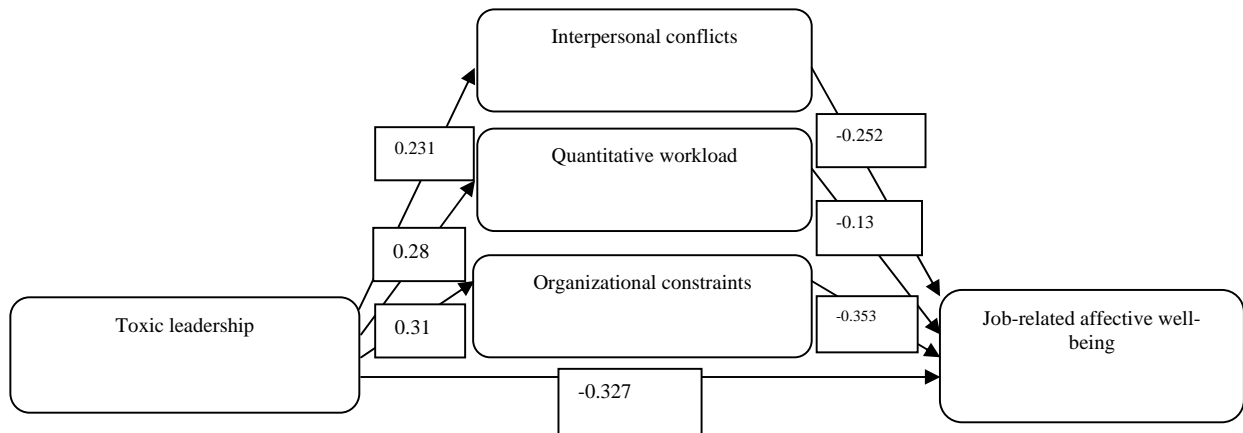 Interpersonal conflicts
0.231
-0.252
Quantitative workload
0.28
-0.13
Organizational constraints
0.31
-0.353
Toxic leadership
Job-related affective well-
being
-0.327